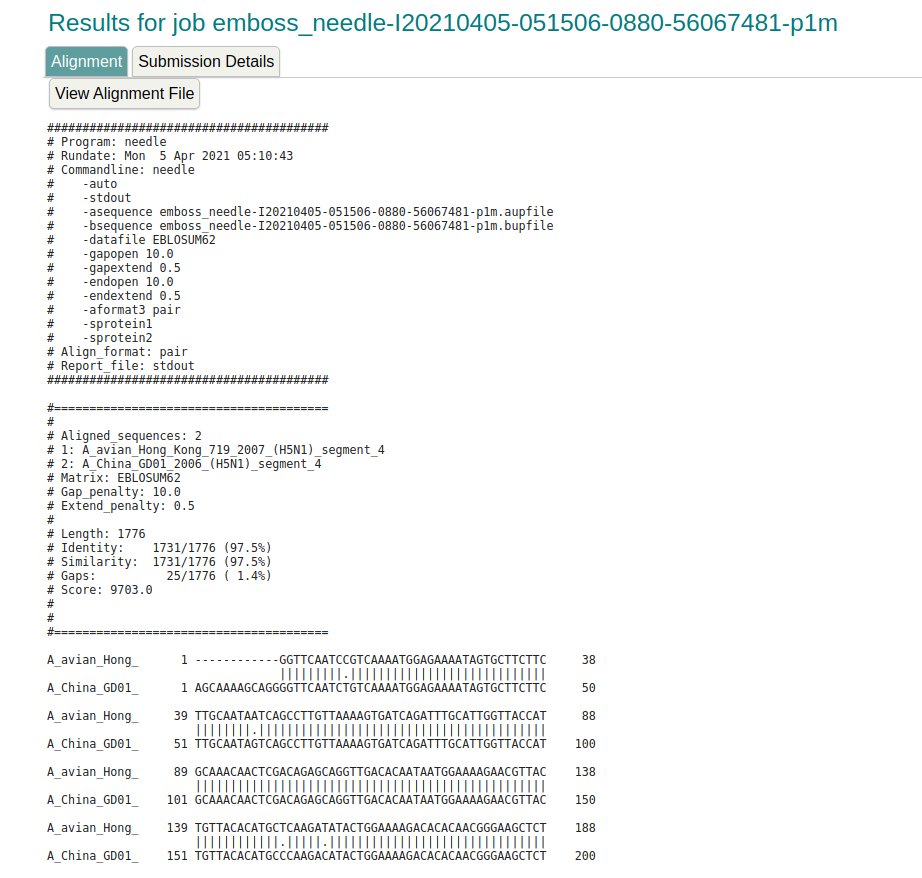 Results for job emboss_needle-I20210405-051506-0880-56067481-p1m
Alignment Submission Details
View Alignment File
########################################
# Program: needle
# Rundate: Mon  5 Apr 2021 05:10:43
# Commandline: needle
#    -auto
#    -stdout
#    -asequence emboss_needle-I20210405-051506-0880-56067481-p1m.aupfile
#    -bsequence emboss_needle-I20210405-051506-0880-56067481-p1m.bupfile
#    -datafile EBLOSUM62
#    -gapopen 10.0
#    -gapextend 0.5
#    -endopen 10.0
#    -endextend 0.5
#    -aformat3 pair
#    -sprotein1
#    -sprotein2
# Align_format: pair
# Report_file: stdout
########################################
#=======================================
#
# Aligned_sequences: 2
# 1: A_avian_Hong_Kong_719_2007_(H5N1)_segment_4
# 2: A_China_GD01_2006_(H5N1)_segment_4
# Matrix: EBLOSUM62
# Gap_penalty: 10.0
# Extend_penalty: 0.5
#
# Length: 1776
# Identity:    1731/1776 (97.5%)
# Similarity:  1731/1776 (97.5%)
# Gaps:          25/1776 ( 1.4%)
# Score: 9703.0
#
#
#=======================================
A_avian_Hong_      1 ------------GGTTCAATCCGTCAAAATGGAGAAAATAGTGCTTCTTC     38
                                 |||||||||.||||||||||||||||||||||||||||
A_China_GD01_      1 AGCAAAAGCAGGGGTTCAATCTGTCAAAATGGAGAAAATAGTGCTTCTTC     50
A_avian_Hong_     39 TTGCAATAATCAGCCTTGTTAAAAGTGATCAGATTTGCATTGGTTACCAT     88
                     ||||||||.|||||||||||||||||||||||||||||||||||||||||
A_China_GD01_     51 TTGCAATAGTCAGCCTTGTTAAAAGTGATCAGATTTGCATTGGTTACCAT    100
A_avian_Hong_     89 GCAAACAACTCGACAGAGCAGGTTGACACAATAATGGAAAAGAACGTTAC    138
                     ||||||||||||||||||||||||||||||||||||||||||||||||||
A_China_GD01_    101 GCAAACAACTCGACAGAGCAGGTTGACACAATAATGGAAAAGAACGTTAC    150
A_avian_Hong_    139 TGTTACACATGCTCAAGATATACTGGAAAAGACACACAACGGGAAGCTCT    188
                     ||||||||||||.|||||.|||||||||||||||||||||||||||||||
A_China_GD01_    151 TGTTACACATGCCCAAGACATACTGGAAAAGACACACAACGGGAAGCTCT    200